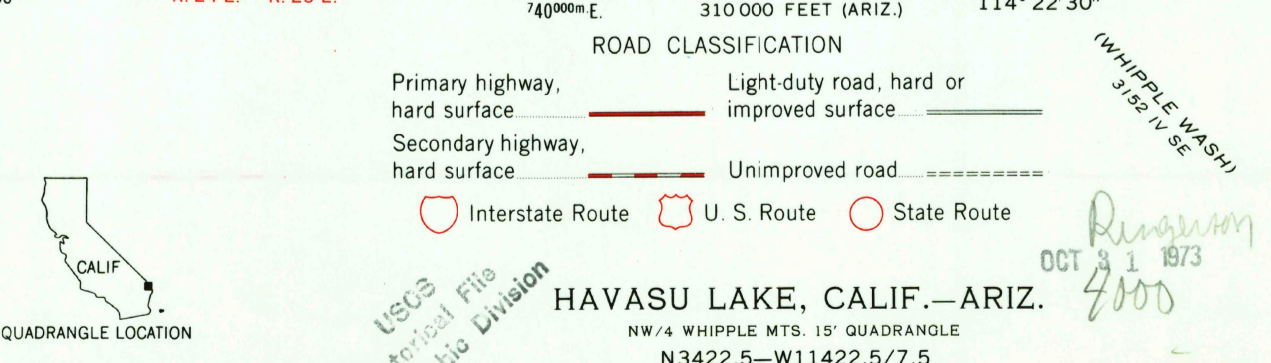 740000m.E.
310 000 FEET (ARIZ.)
114° 22′ 30″
ROAD CLASSIFICATION
Primary highway,
hard surface
Light-duty road, hard or
improved surface
Secondary highway,
hard surface
Unimproved road
Interstate Route
U. S. Route
State Route
(WHIPPLE WASH)
3152 IV SE
CALIF
QUADRANGLE LOCATION
USGS
File
Division
OCT 31 1973
4000
HAVASU LAKE, CALIF.—ARIZ.
NW/4 WHIPPLE MTS. 15′ QUADRANGLE
N3422.5—W11422.5/7.5